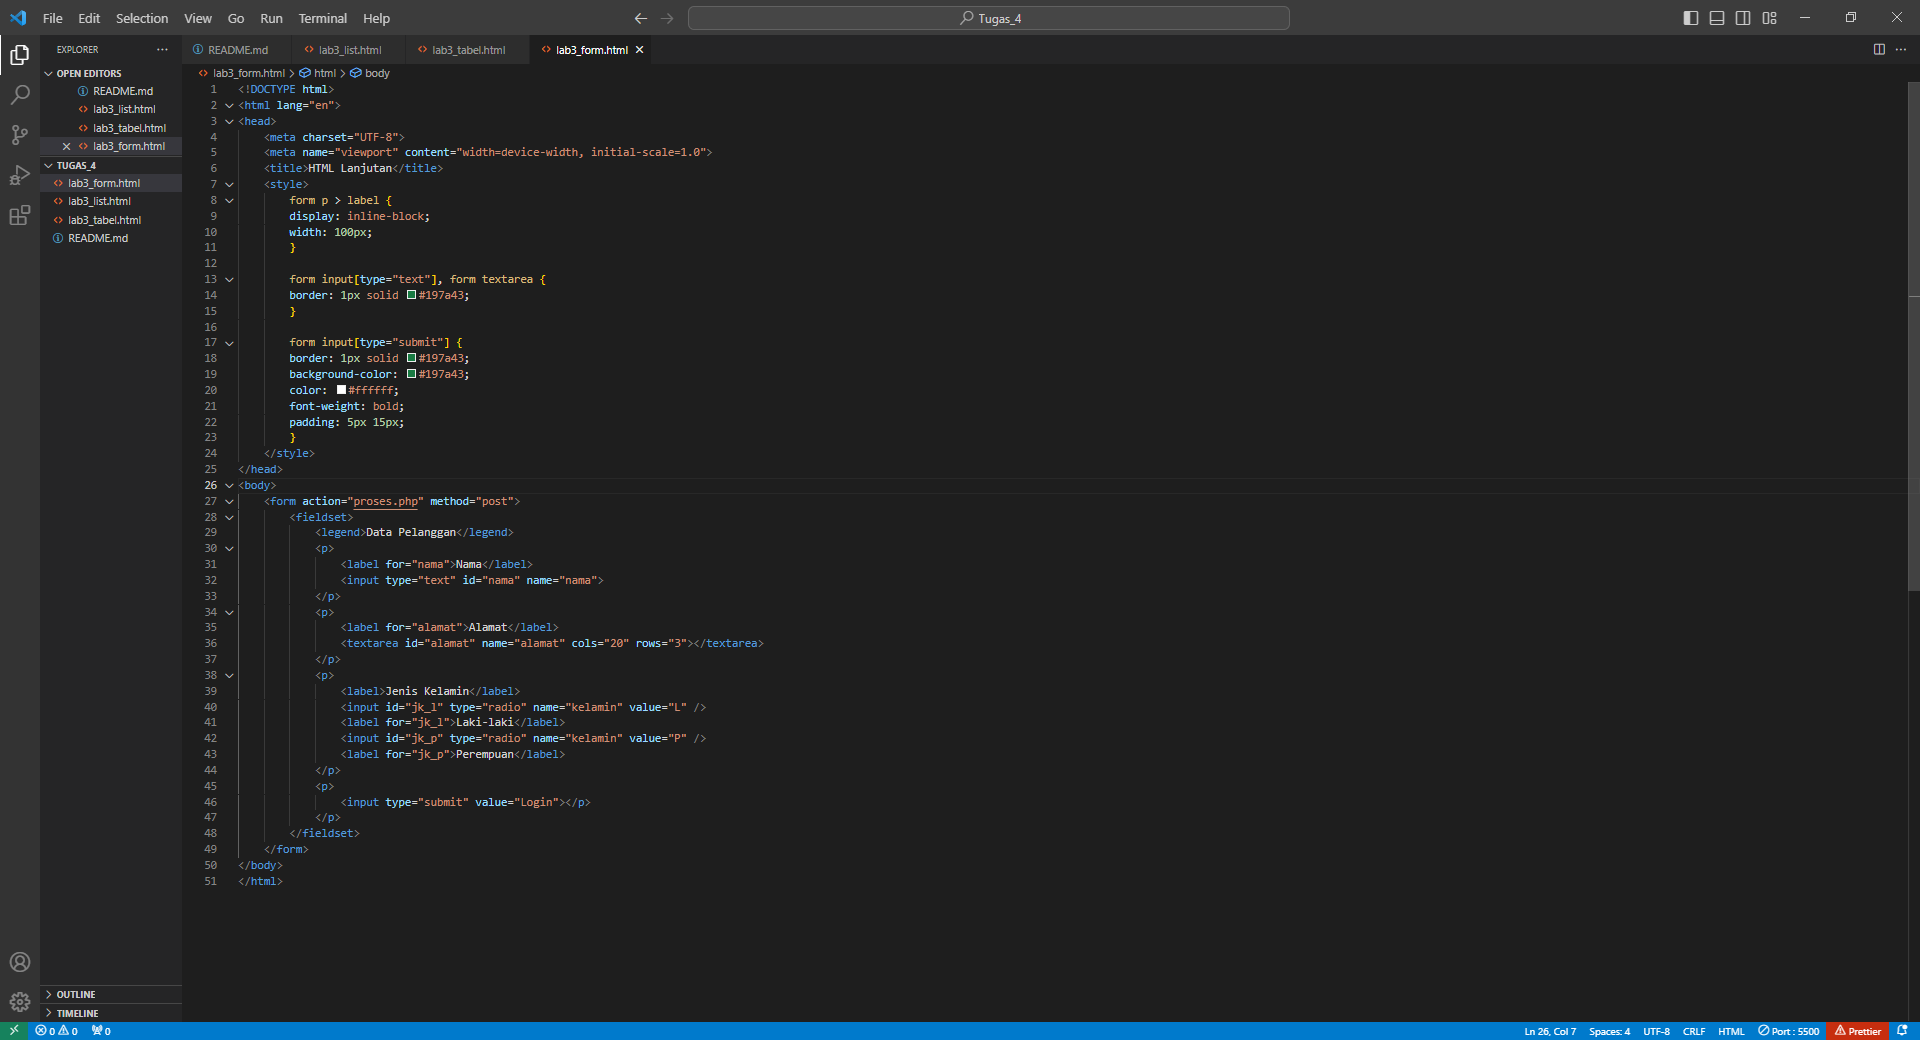 File Edit Selection View Go Run Terminal Help
Tugas_4
EXPLORER
OPEN EDITORS
README.md
lab3_list.html
lab3_tabel.html
lab3_form.html
TUGAS_4
lab3_form.html
lab3_list.html
lab3_tabel.html
README.md
OUTLINE
TIMELINE
README.md lab3_list.html lab3_tabel.html lab3_form.html
lab3_form.html > html > body
1 <!DOCTYPE html>
2 <html lang="en">
3 <head>
4     <meta charset="UTF-8">
5     <meta name="viewport" content="width=device-width, initial-scale=1.0">
6     <title>HTML Lanjutan</title>
7     <style>
8         form p > label {
9         display: inline-block;
10         width: 100px;
11         }
12
13         form input[type="text"], form textarea {
14         border: 1px solid #197a43;
15         }
16
17         form input[type="submit"] {
18         border: 1px solid #197a43;
19         background-color: #197a43;
20         color: #ffffff;
21         font-weight: bold;
22         padding: 5px 15px;
23         }
24     </style>
25 </head>
26 <body>
27     <form action="proses.php" method="post">
28         <fieldset>
29             <legend>Data Pelanggan</legend>
30             <p>
31                 <label for="nama">Nama</label>
32                 <input type="text" id="nama" name="nama">
33             </p>
34             <p>
35                 <label for="alamat">Alamat</label>
36                 <textarea id="alamat" name="alamat" cols="20" rows="3"></textarea>
37             </p>
38             <p>
39                 <label>Jenis Kelamin</label>
40                 <input id="jk_l" type="radio" name="kelamin" value="L" />
41                 <label for="jk_l">Laki-laki</label>
42                 <input id="jk_p" type="radio" name="kelamin" value="P" />
43                 <label for="jk_p">Perempuan</label>
44             </p>
45             <p>
46                 <input type="submit" value="Login"></p>
47             </p>
48         </fieldset>
49     </form>
50 </body>
51 </html>
0 0 0 Ln 26, Col 7 Spaces: 4 UTF-8 CRLF HTML Port : 5500 Prettier